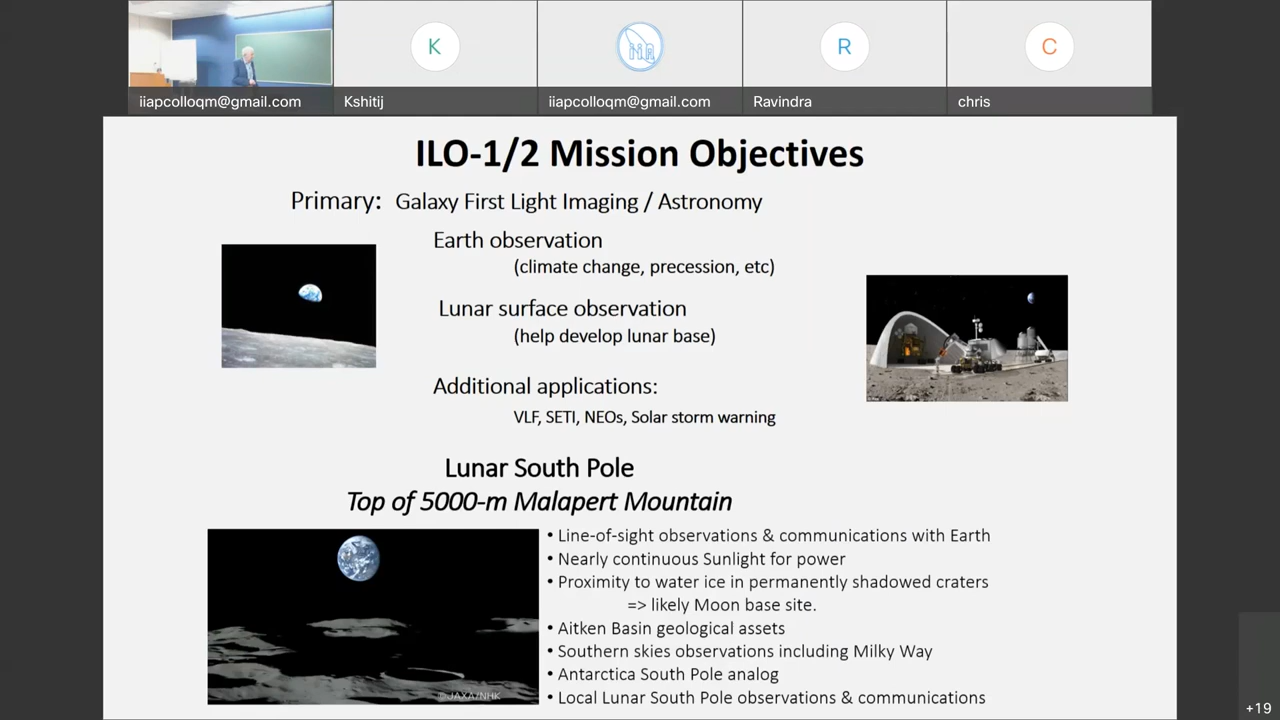 K
R
C
iiapcolloqm@gmail.com
Kshitij
iiapcolloqm@gmail.com
Ravindra
chris
ILO-1/2 Mission Objectives
Primary: Galaxy First Light Imaging / Astronomy
Earth observation
(climate change, precession, etc)
Lunar surface observation
(help develop lunar base)
Additional applications:
VLF, SETI, NEOs, Solar storm warning
Lunar South Pole
Top of 5000-m Malapert Mountain
• Line-of-sight observations & communications with Earth
• Nearly continuous Sunlight for power
• Proximity to water ice in permanently shadowed craters
=> likely Moon base site.
• Aitken Basin geological assets
• Southern skies observations including Milky Way
• Antarctica South Pole analog
• Local Lunar South Pole observations & communications
©JAXA/NHK
+19